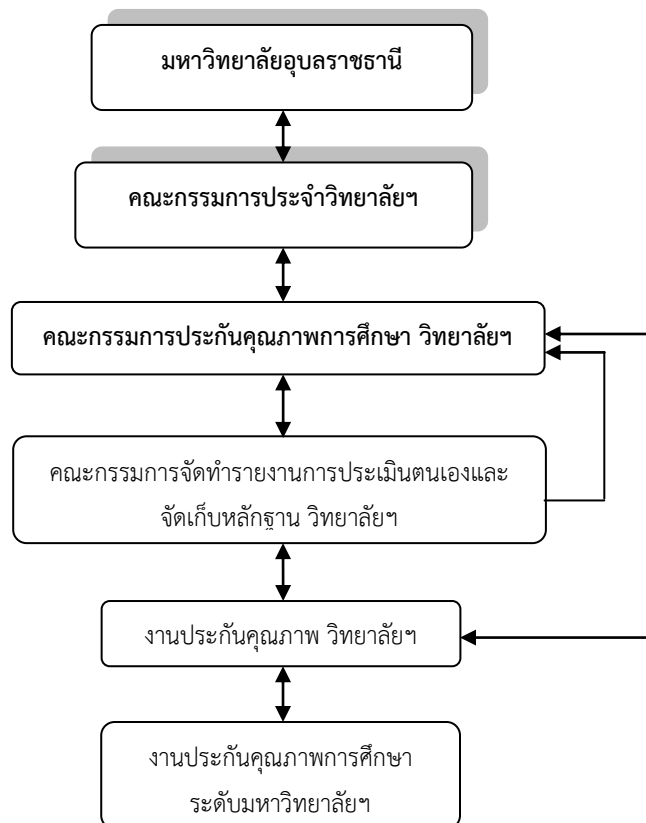 มหาวิทยาลัยอุบลราชธานี
คณะกรรมการประจำวิทยาลัยฯ
คณะกรรมการประกันคุณภาพการศึกษา วิทยาลัยฯ
คณะกรรมการจัดทำรายงานการประเมินตนเองและ
จัดเก็บหลักฐาน วิทยาลัยฯ
งานประกันคุณภาพ วิทยาลัยฯ
งานประกันคุณภาพการศึกษา
ระดับมหาวิทยาลัยฯ